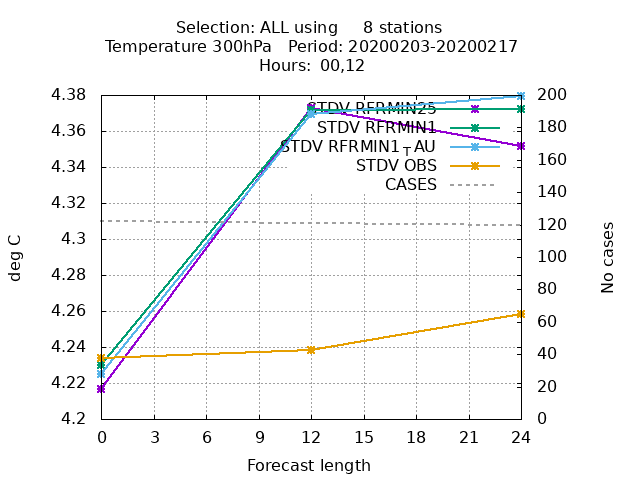 Selection: ALL using     8 stations
Temperature 300hPa   Period: 20200203-20200217
Hours:  00,12
4.38
4.36
4.34
4.32
4.3
4.28
4.26
4.24
4.22
4.2
deg C
STDV RFRMIN25
STDV RFRMIN1
STDV RFRMIN1_AU
STDV OBS
CASES
200
180
160
140
120
100
80
60
40
20
0
No cases
0 3 6 9 12 15 18 21 24
Forecast length